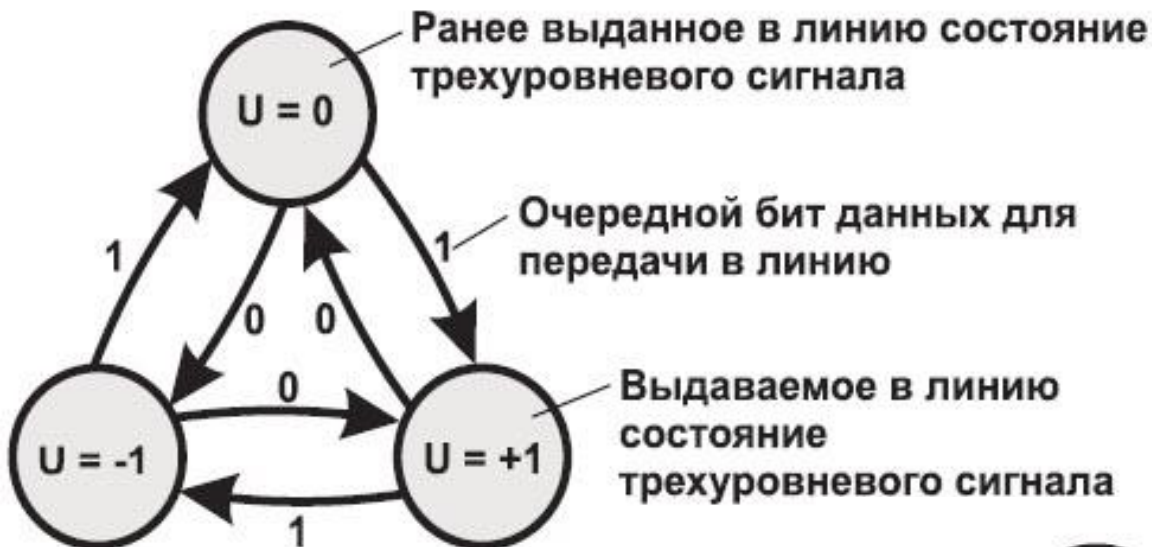 Ранее выданное в линию состояние
трехуровневого сигнала
U = 0
Очередной бит данных для
передачи в линию
1
1
0
0
0
Выдаваемое в линию
состояние
трехуровневого сигнала
U = -1
U = +1
1